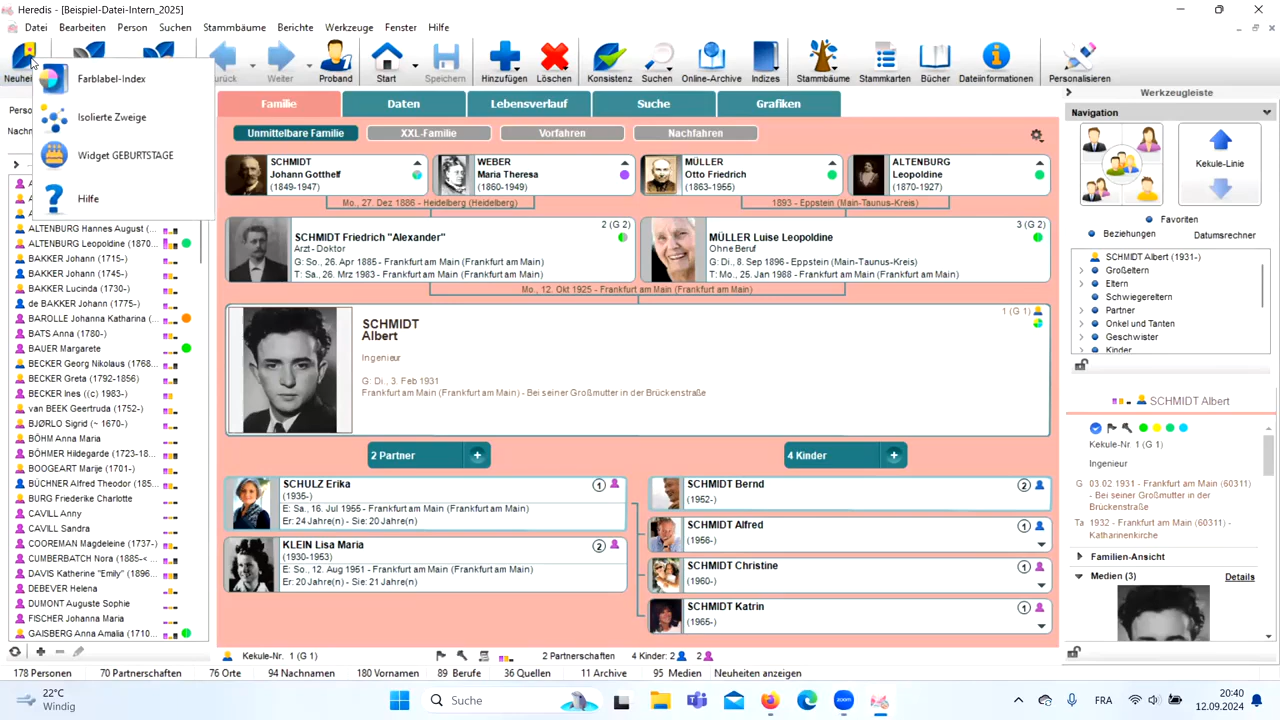 Heredis - [Beispiel-Datei-Intern_2025]
Datei Bearbeiten Person Suchen Stammbäume Berichte Werkzeuge Fenster Hilfe
Weiter Proband Start Speichern Hinzufügen Löschen Konsistenz Suchen Online-Archive Indizes Stammbäume Stammkarten Bücher Dateiinformationen Personalisieren
Farblabel-Index
Isolierte Zweige
Widget GEBURTSTAGE
Hilfe
ALTENBURG Hannes August (...
ALTENBURG Leopoldine (1870...
BAKKER Johann (1715-)
BAKKER Johann (1745-)
BAKKER Lucinda (1730-)
de BAKKER Johann (1775-)
BAROLLE Johanna Katharina (...
BATS Anna (1780-)
BAUER Margarete
BECKER Georg Nikolaus (1768...
BECKER Greta (1792-1856)
BECKER Ines ((c) 1983-)
van BEEK Geertruda (1752-)
BJØRLO Sigrid (~ 1670-)
BÖHM Anna Maria
BÖHMER Hildegarde (1723-18...
BOOGEART Marije (1701-)
BÜCHNER Alfred Theodor (185...
BURG Friederike Charlotte
CAVILL Anny
CAVILL Sandra
COOREMAN Magdeleine (1737-)
CUMBERBATCH Nora (1885-<...
DAVIS Katherine "Emily" (1896...
DEBEVER Helena
DUMONT Auguste Sophie
FISCHER Johanna Maria
GAISBERG Anna Amalia (1710...
Familie Daten Lebensverlauf Suche Grafiken
Unmittelbare Familie XXL-Familie Vorfahren Nachfahren
SCHMIDT
Johann Gotthelf
(1849-1947)
WEBER
Maria Theresa
(1860-1949)
MÜLLER
Otto Friedrich
(1863-1955)
ALTENBURG
Leopoldine
(1870-1927)
Mo., 27. Dez 1886 - Heidelberg (Heidelberg)
1893 - Eppstein (Main-Taunus-Kreis)
2 (G 2)
SCHMIDT Friedrich "Alexander"
Arzt - Doktor
G: So., 26. Apr 1885 - Frankfurt am Main (Frankfurt am Main)
T: Sa., 26. Mrz 1983 - Frankfurt am Main (Frankfurt am Main)
3 (G 2)
MÜLLER Luise Leopoldine
Ohne Beruf
G: Di., 8. Sep 1896 - Eppstein (Main-Taunus-Kreis)
T: Mo., 25. Jan 1988 - Frankfurt am Main (Frankfurt am Main)
Mo., 12. Okt 1925 - Frankfurt am Main (Frankfurt am Main)
1 (G 1)
SCHMIDT
Albert
Ingenieur
G: Di., 3. Feb 1931
Frankfurt am Main (Frankfurt am Main) - Bei seiner Großmutter in der Brückenstraße
2 Partner +
4 Kinder +
SCHULZ Erika 1
(1935-)
E: Sa., 16. Jul 1955 - Frankfurt am Main (Frankfurt am Main)
Er: 24 Jahre(n) - Sie: 20 Jahre(n)
KLEIN Lisa Maria 2
(1930-1953)
E: So., 12. Aug 1951 - Frankfurt am Main (Frankfurt am Main)
Er: 20 Jahre(n) - Sie: 21 Jahre(n)
SCHMIDT Bernd 2
(1952-)
SCHMIDT Alfred 1
(1956-)
SCHMIDT Christine 1
(1960-)
SCHMIDT Katrin 1
(1965-)
Kekule-Nr. 1 (G 1) 2 Partnerschaften 4 Kinder: 2 2
Werkzeugleiste
Navigation
Kekule-Linie
Favoriten
Beziehungen Datumsrechner
SCHMIDT Albert (1931-)
Großeltern
Eltern
Schwiegereltern
Partner
Onkel und Tanten
Geschwister
Kinder
SCHMIDT Albert
Kekule-Nr. 1 (G 1)
Ingenieur
G 03.02.1931 - Frankfurt am Main (60311)
- Bei seiner Großmutter in der
Brückenstraße
Ta 1932 - Frankfurt am Main (60311) -
Katharinenkirche
Familien-Ansicht
Medien (3) Details
178 Personen 70 Partnerschaften 76 Orte 94 Nachnamen 180 Vornamen 89 Berufe 36 Quellen 11 Archive 95 Medien Neuheiten anzeigen
22°C
Windig
Suche
zoom
FRA
20:40
12.09.2024